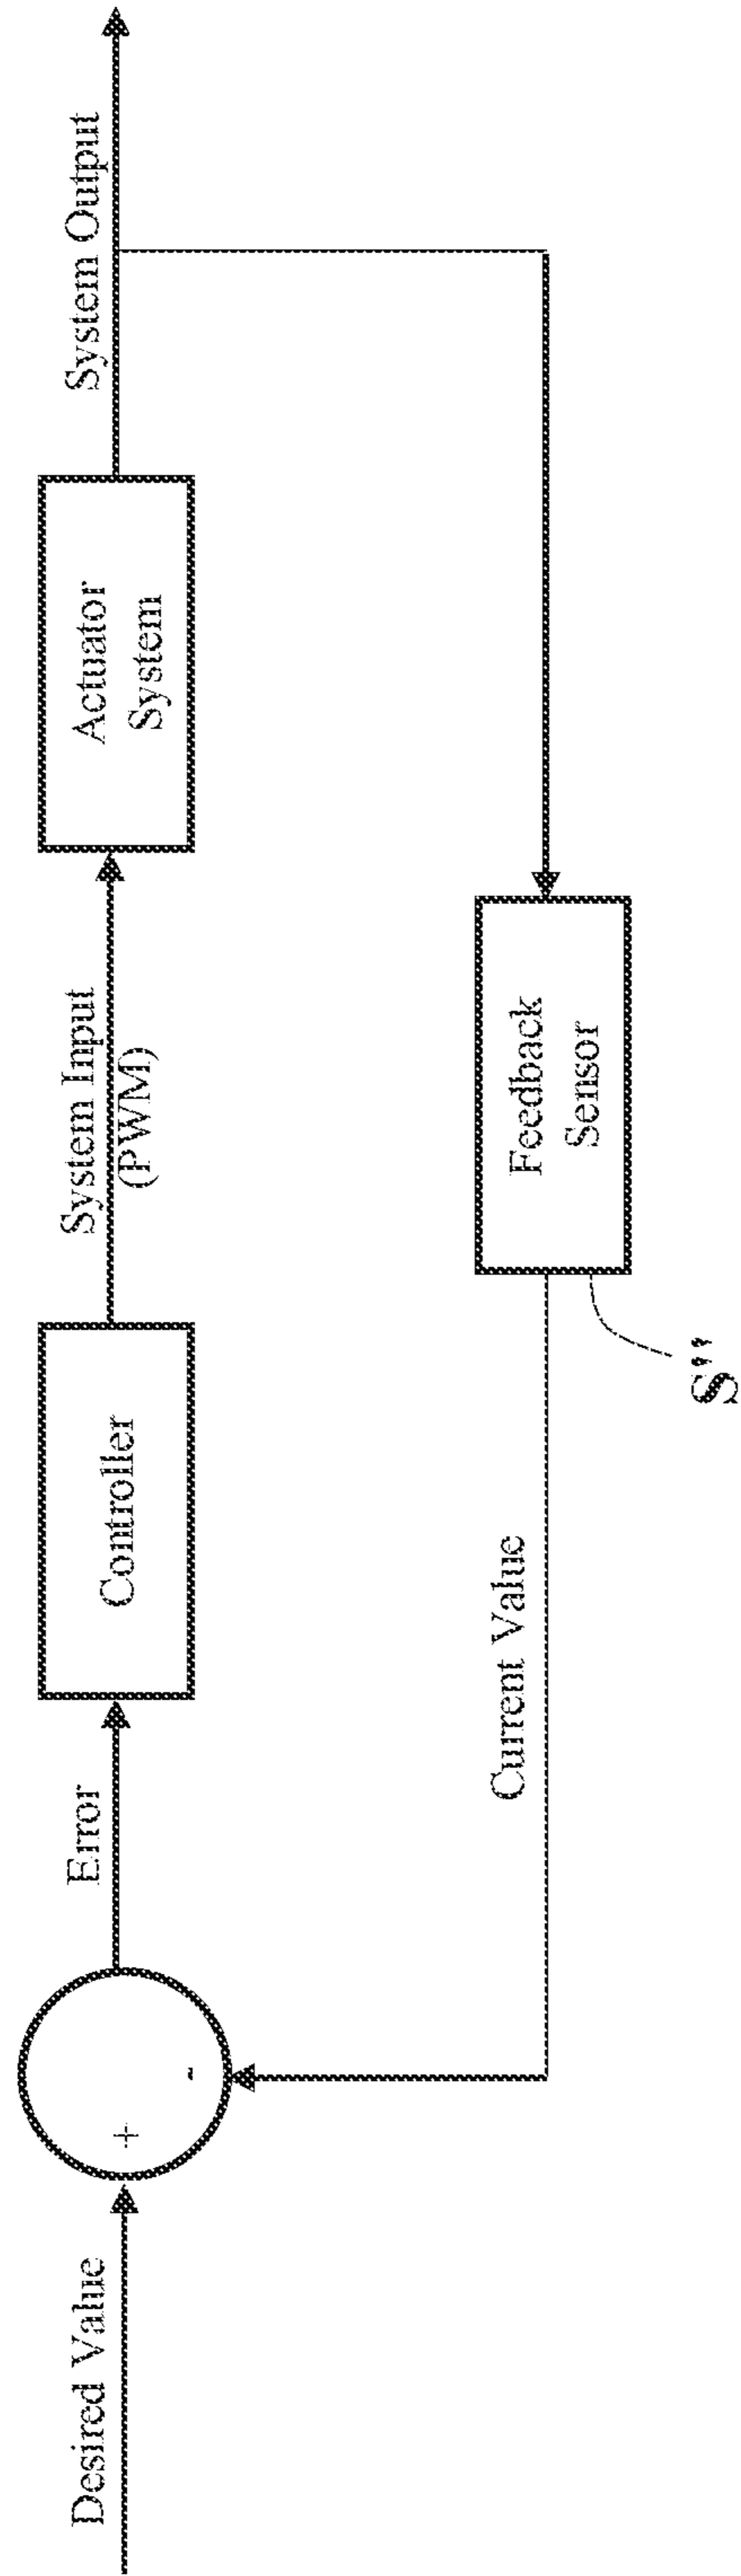 Desired Value
+
-
Error
Controller
System Input
(PWM)
Actuator
System
System Output
Feedback
Sensor
Current Value
S''